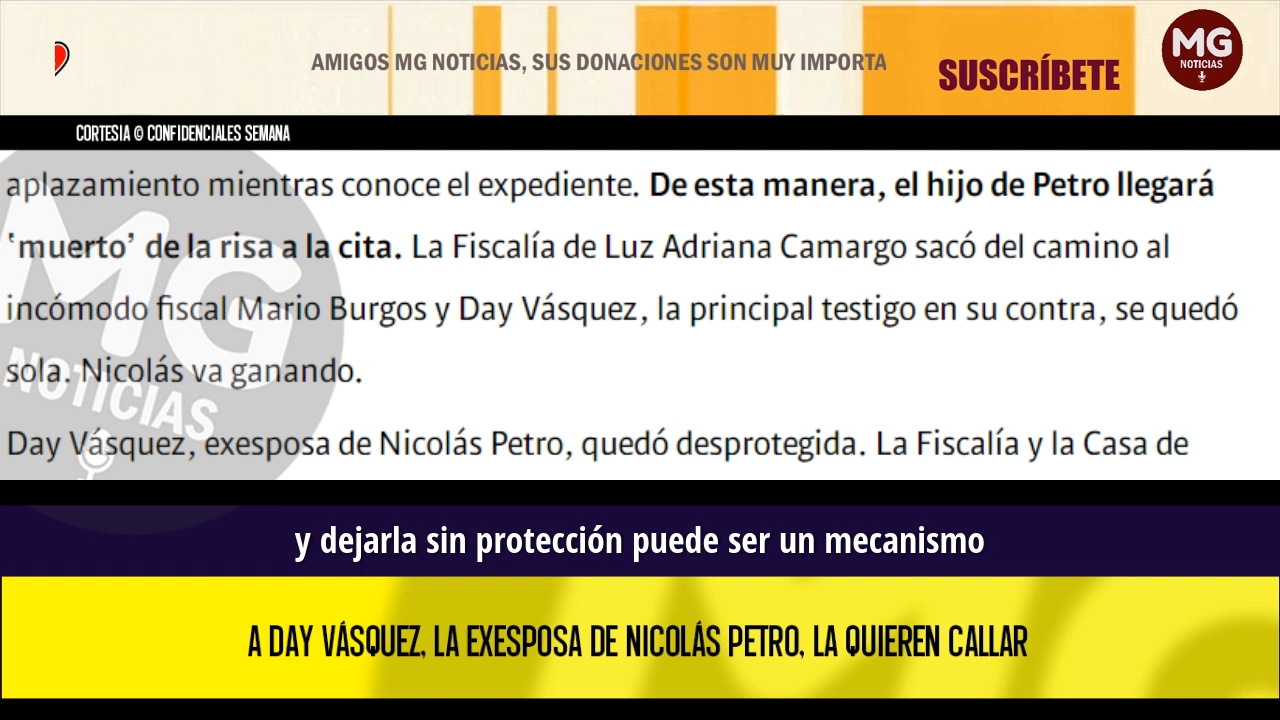 AMIGOS MG NOTICIAS, SUS DONACIONES SON MUY IMPORTA
SUSCRÍBETE
MG
NOTICIAS
CORTESIA © CONFIDENCIALES SEMANA
aplazamiento mientras conoce el expediente. De esta manera, el hijo de Petro llegará
‘muerto’ de la risa a la cita. La Fiscalía de Luz Adriana Camargo sacó del camino al
incómodo fiscal Mario Burgos y Day Vásquez, la principal testigo en su contra, se quedó
sola. Nicolás va ganando.
MG
NOTICIAS
Day Vásquez, exesposa de Nicolás Petro, quedó desprotegida. La Fiscalía y la Casa de
y dejarla sin protección puede ser un mecanismo
A DAY VÁSQUEZ, LA EXESPOSA DE NICOLÁS PETRO, LA QUIEREN CALLAR